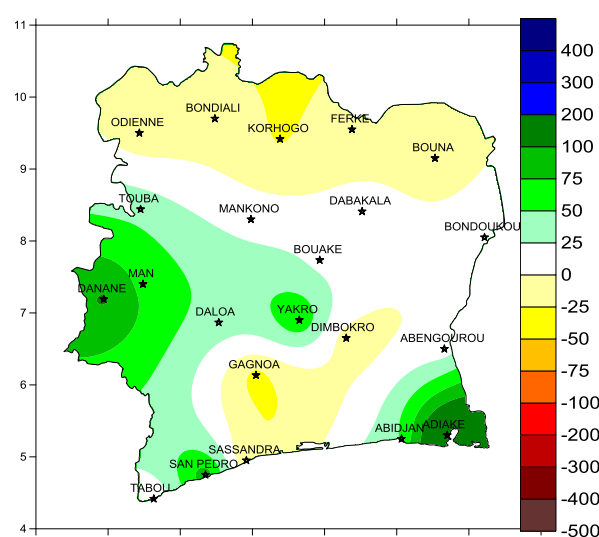 11
10
9
8
7
6
5
4
ODIENNE
BONDIALI
KORHOGO
FERKE
BOUNA
TOUBA
MANKONO
DABAKALA
BONDOUKOU
BOUAKE
MAN
DANANE
DALOA
YAKRO
DIMBOKRO
ABENGOUROU
GAGNOA
ABIDJAN
ADIAKE
SASSANDRA
SAN PEDRO
TABOU
400
300
200
100
75
50
25
0
-25
-50
-75
-100
-200
-300
-400
-500